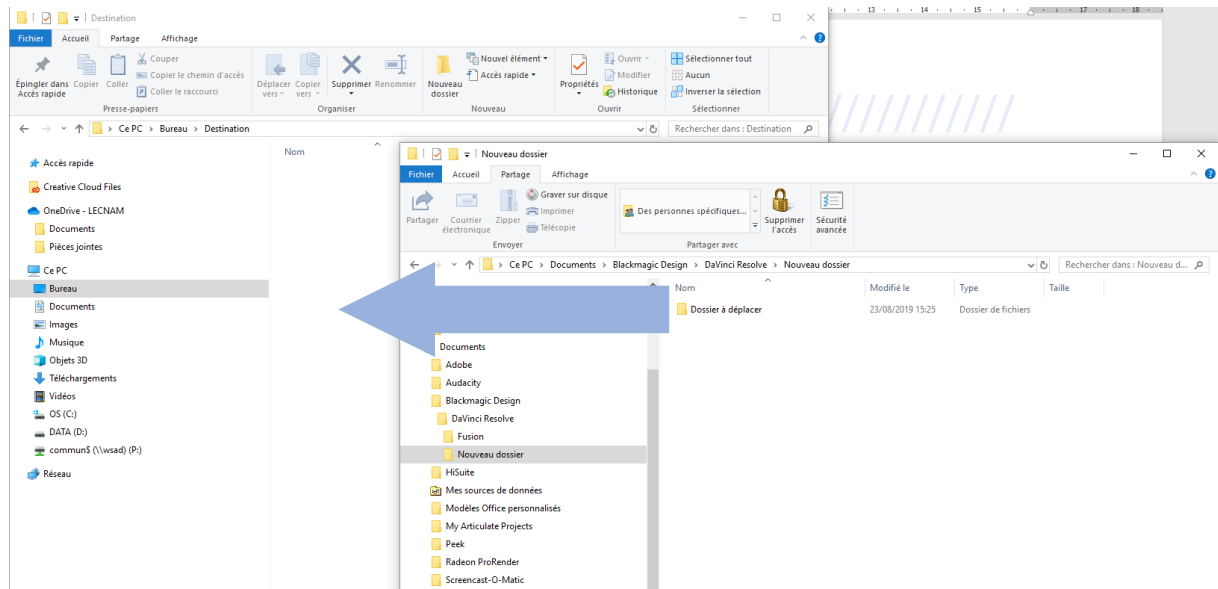 Destination
Fichier Accueil Partage Affichage
Épingler dans Accès rapide
Copier
Coller
Couper
Copier le chemin d'accès
Coller le raccourci
Presse-papiers
Déplacer vers
Copier vers
Supprimer
Renommer
Organiser
Nouveau dossier
Nouvel élément
Accès rapide
Nouveau
Propriétés
Ouvrir
Modifier
Historique
Ouvrir
Sélectionner tout
Aucun
Inverser la sélection
Sélectionner
13 14 15 17 18
Ce PC > Bureau > Destination
Rechercher dans : Destination
Nom
Accès rapide
Creative Cloud Files
OneDrive - LECNAM
Documents
Pièces jointes
Ce PC
Bureau
Documents
Images
Musique
Objets 3D
Téléchargements
Vidéos
OS (C:)
DATA (D:)
commun$ (\\wsad) (P:)
Réseau
Nouveau dossier
Fichier Accueil Partage Affichage
Partager
Courrier électronique
Zipper
Graver sur disque
Imprimer
Télécopie
Envoyer
Des personnes spécifiques...
Supprimer l'accès
Partager avec
Sécurité avancée
Ce PC > Documents > Blackmagic Design > DaVinci Resolve > Nouveau dossier
Rechercher dans : Nouveau d...
Nom Modifié le Type Taille
Dossier à déplacer 23/08/2019 15:25 Dossier de fichiers
Documents
Adobe
Audacity
Blackmagic Design
DaVinci Resolve
Fusion
Nouveau dossier
HiSuite
Mes sources de données
Modèles Office personnalisés
My Articulate Projects
Peek
Radeon ProRender
Screencast-O-Matic